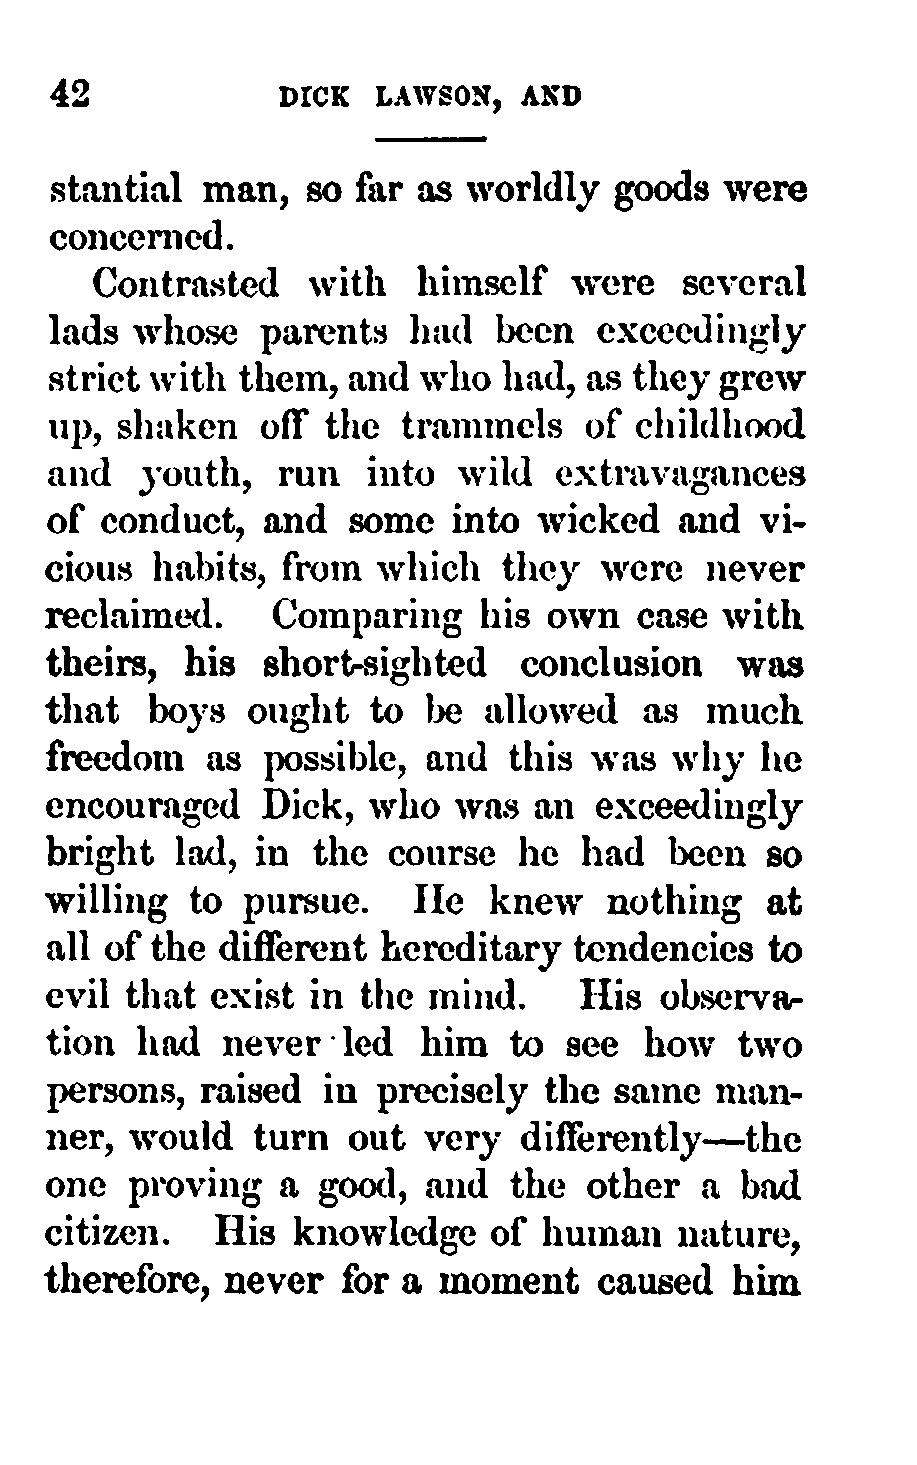 42 DICK LAWSON, AND
stantial man, so far as worldly goods were
concerned.
Contrasted with himself were several
lads whose parents had been exceedingly
strict with them, and who had, as they grew
up, shaken off the trammels of childhood
and youth, run into wild extravagances
of conduct, and some into wicked and vi-
cious habits, from which they were never
reclaimed. Comparing his own case with
theirs, his short-sighted conclusion was
that boys ought to be allowed as much
freedom as possible, and this was why he
encouraged Dick, who was an exceedingly
bright lad, in the course he had been so
willing to pursue. He knew nothing at
all of the different hereditary tendencies to
evil that exist in the mind. His observa-
tion had never led him to see how two
persons, raised in precisely the same man-
ner, would turn out very differently—the
one proving a good, and the other a bad
citizen. His knowledge of human nature,
therefore, never for a moment caused him